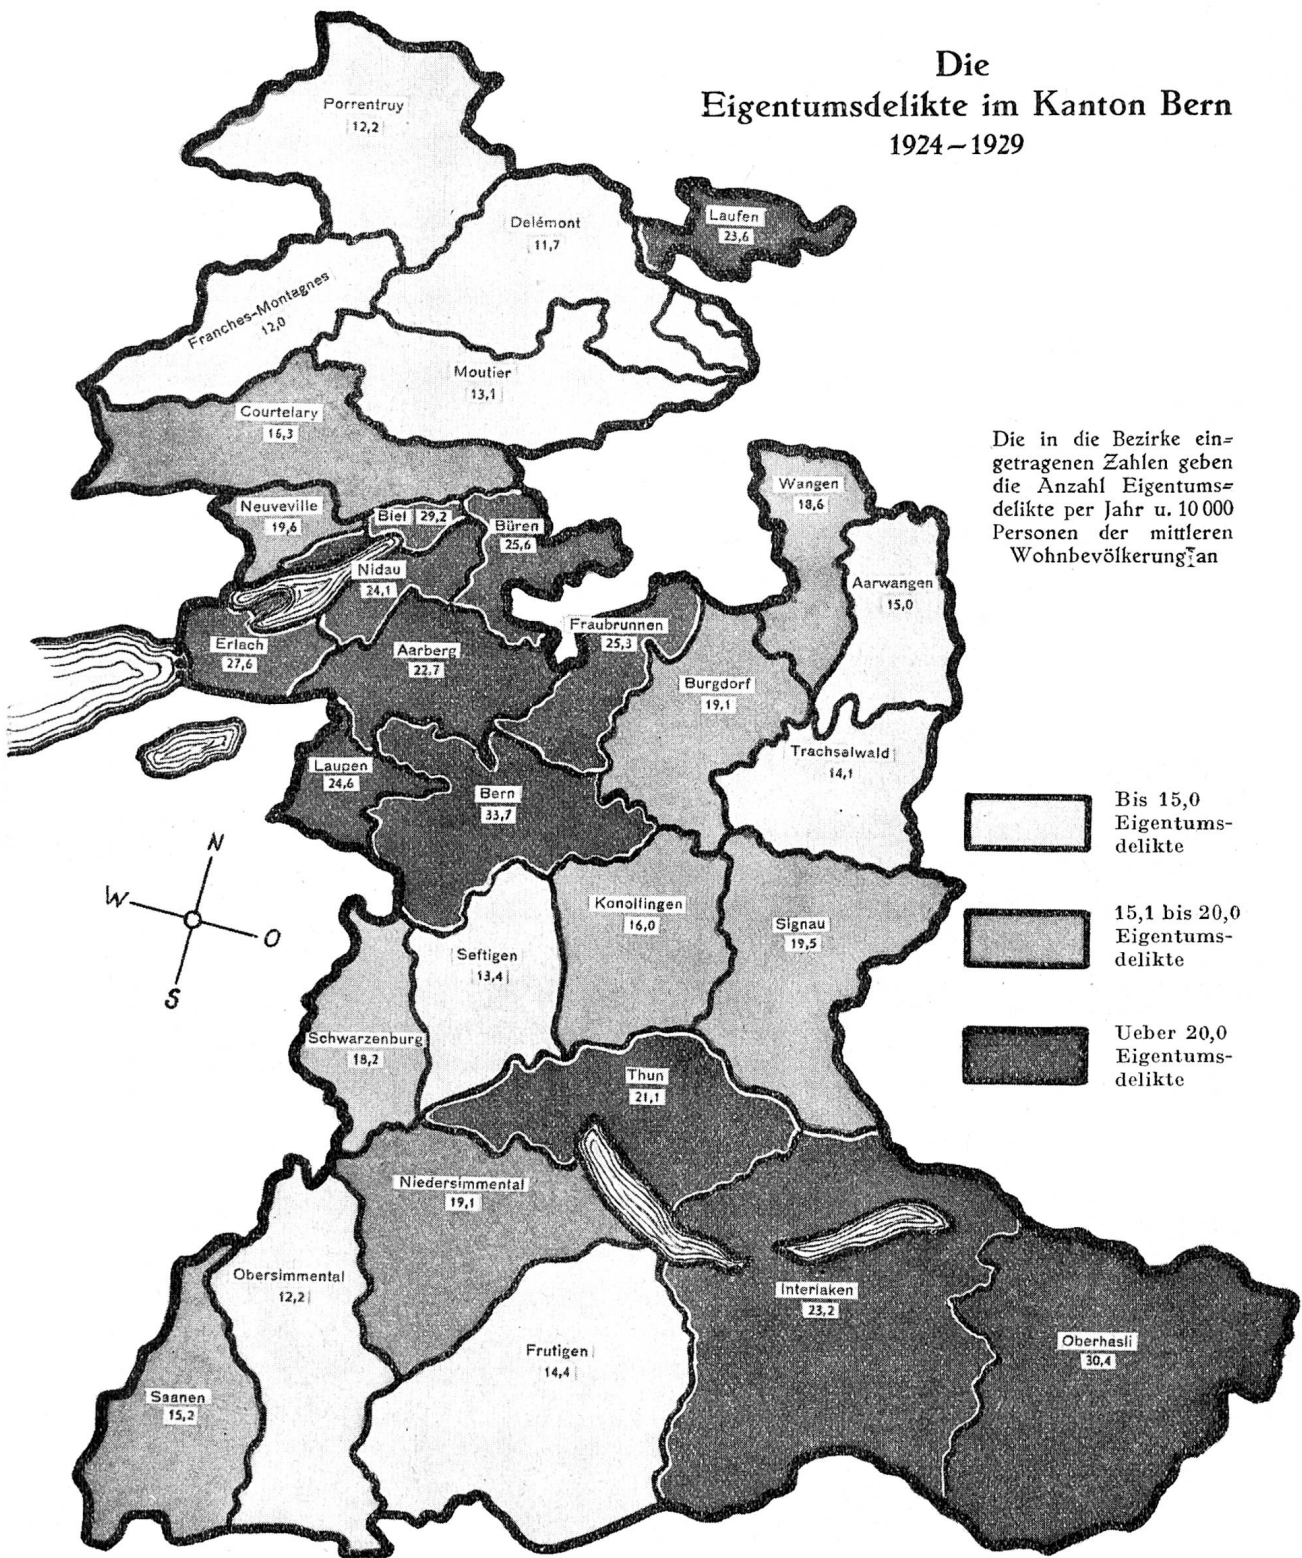 Die
Eigentumsdelikte im Kanton Bern
1924–1929
Porrentruy
12,2
Delémont
11,7
Laufen
23,6
Franches-Montagnes
12,0
Moutier
13,1
Courtelary
16,3
Die in die Bezirke ein=
getragenen Zahlen geben
die Anzahl Eigentums=
delikte per Jahr u. 10 000
Personen der mittleren
Wohnbevölkerung an
Neuveville
19,6
Biel 29,2
Büren
25,6
Wangen
18,6
Nidau
24,1
Aarwangen
15,0
Erlach
27,6
Aarberg
22,7
Fraubrunnen
25,3
Burgdorf
19,1
Trachselwald
14,1
Laupen
24,6
Bern
33,7
Bis 15,0
Eigentums-
delikte
N
W
O
S
Konolfingen
16,0
Signau
19,5
15,1 bis 20,0
Eigentums-
delikte
Seftigen
13,4
Schwarzenburg
18,2
Thun
21,1
Ueber 20,0
Eigentums-
delikte
Niedersimmental
19,1
Obersimmental
12,2
Interlaken
23,2
Frutigen
14,4
Oberhasli
30,4
Saanen
15,2